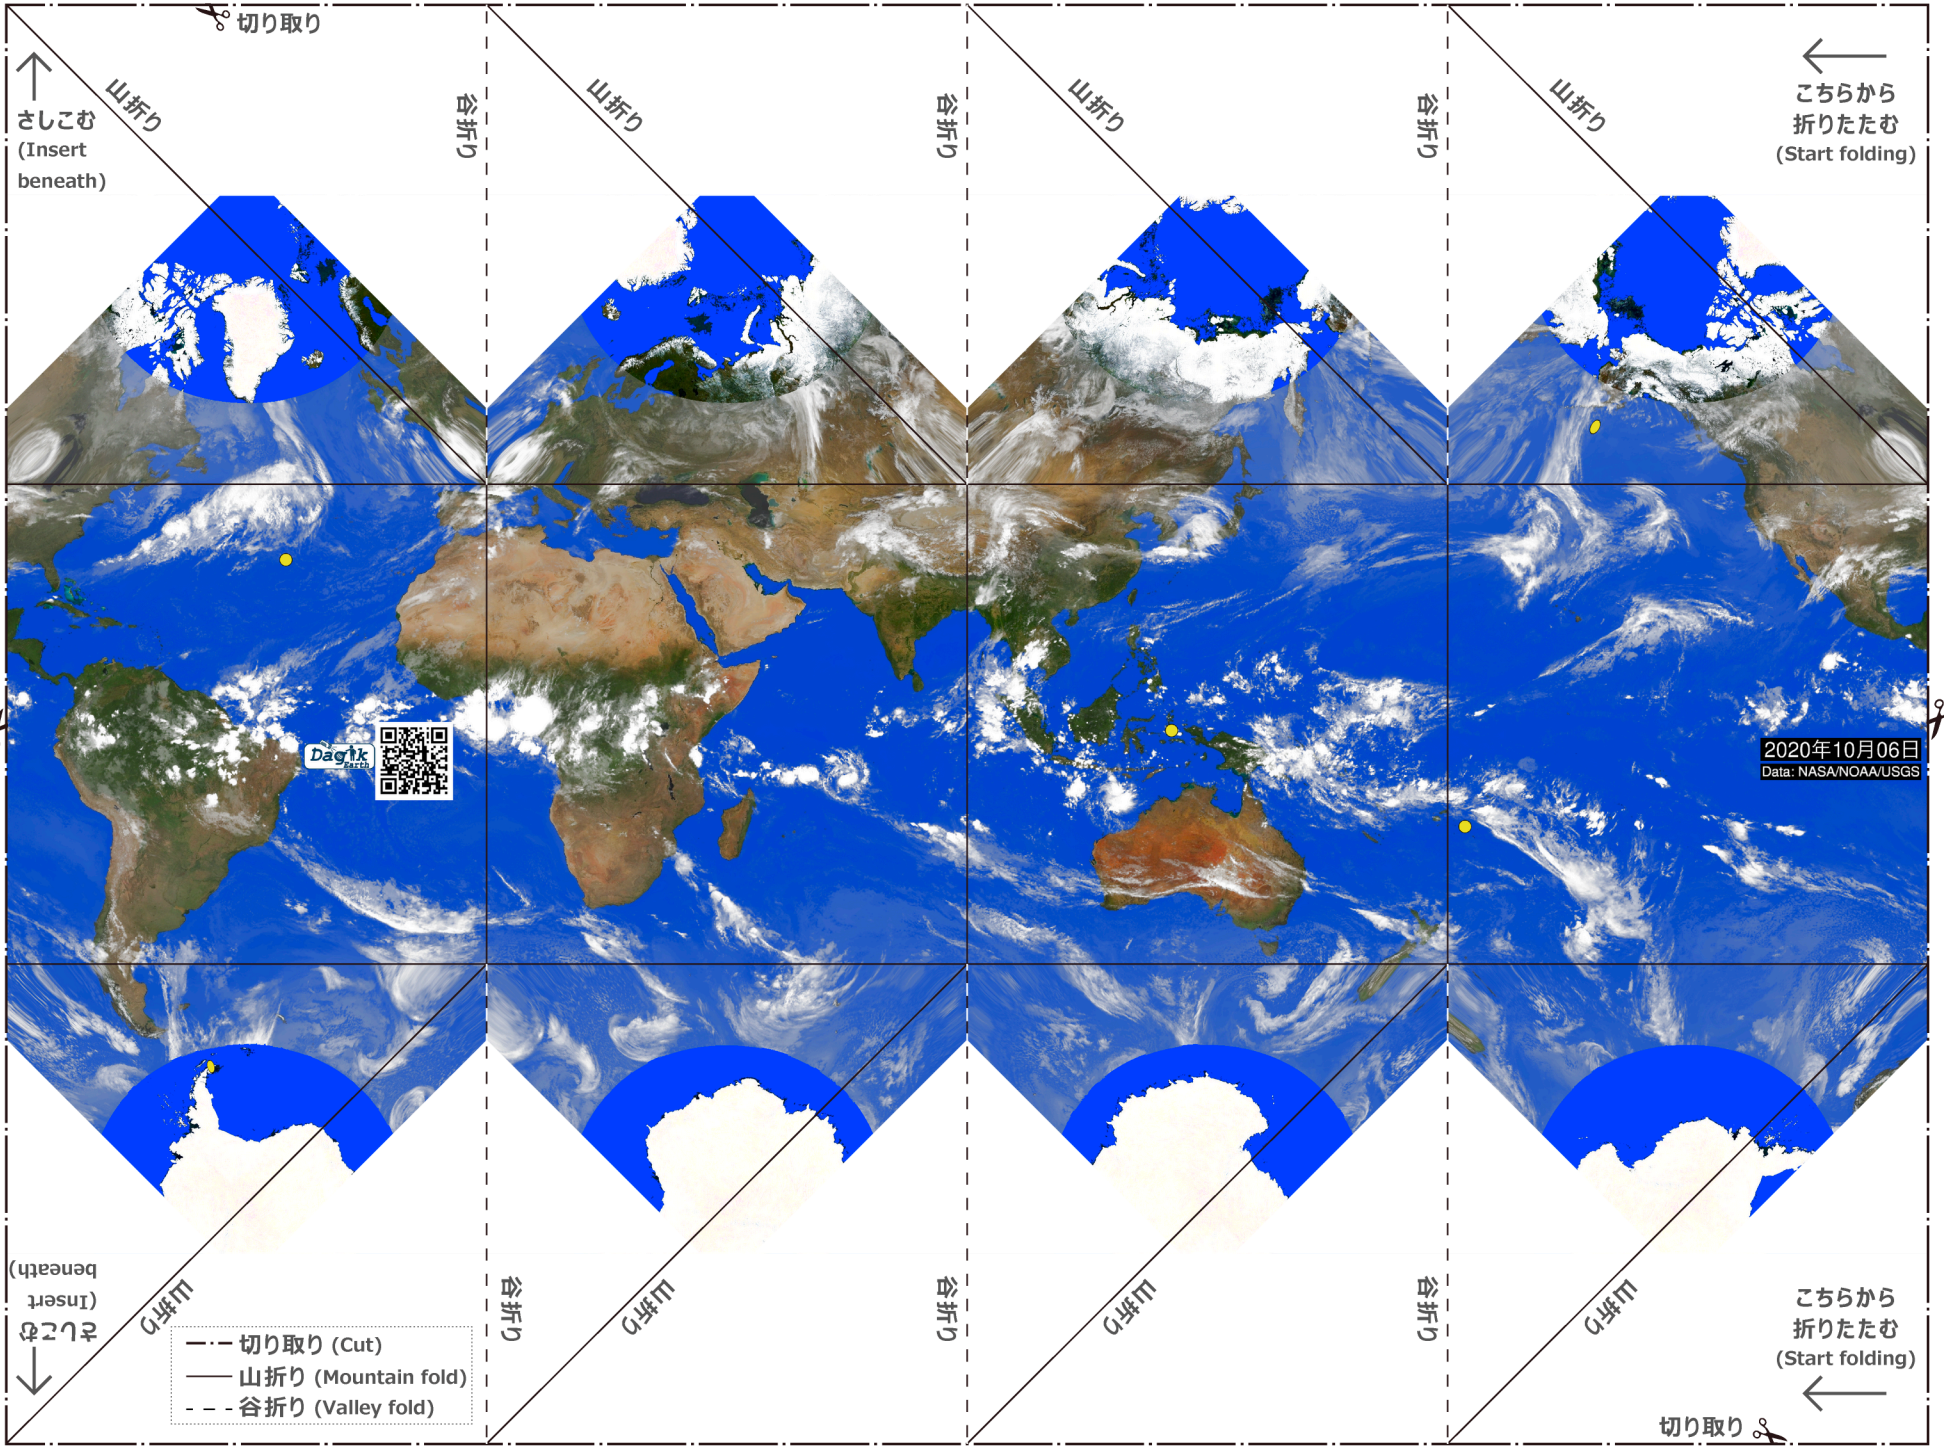 切り取り
山折り
谷折り
山折り
谷折り
山折り
谷折り
山折り
こちらから
折りたたむ
(Start folding)
さしこむ
(Insert
beneath)
Dagik
Earth
2020年10月06日
Data: NASA/NOAA/USGS
さしこむ
(Insert
beneath)
山折り
谷折り
山折り
谷折り
山折り
谷折り
山折り
こちらから
折りたたむ
(Start folding)
切り取り (Cut)
山折り (Mountain fold)
谷折り (Valley fold)
切り取り